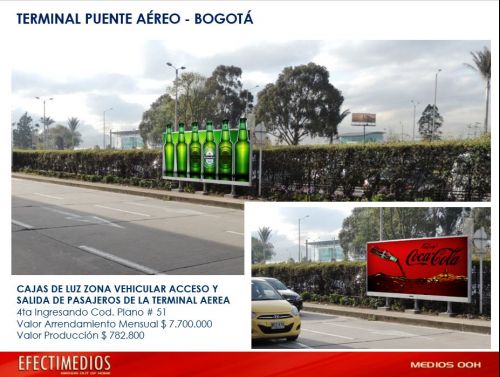 TERMINAL PUENTE AÉREO - BOGOTÁ
Enjoy
Coca-Cola
CAJAS DE LUZ ZONA VEHICULAR ACCESO Y
SALIDA DE PASAJEROS DE LA TERMINAL AEREA
4ta Ingresando Cod. Plano # 51
Valor Arrendamiento Mensual $ 7.700.000
Valor Producción $ 782,800
EFECTIMEDIOS
MEDIOS OOH